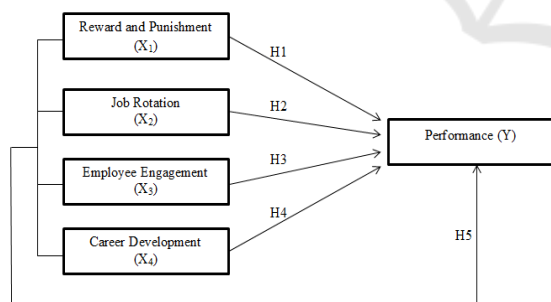 Reward and Punishment
(X1)
H1
Job Rotation
(X2)
H2
Performance (Y)
Employee Engagement
(X3)
H3
H4
Career Development
(X4)
H5